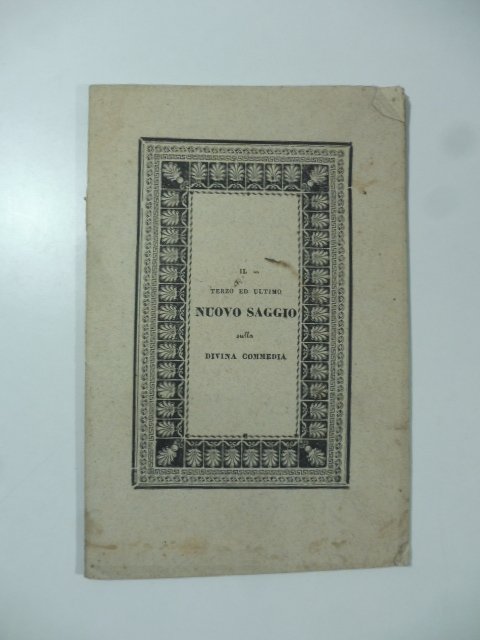 IL
TERZO ED ULTIMO
NUOVO SAGGIO
sulla
DIVINA COMMEDIA